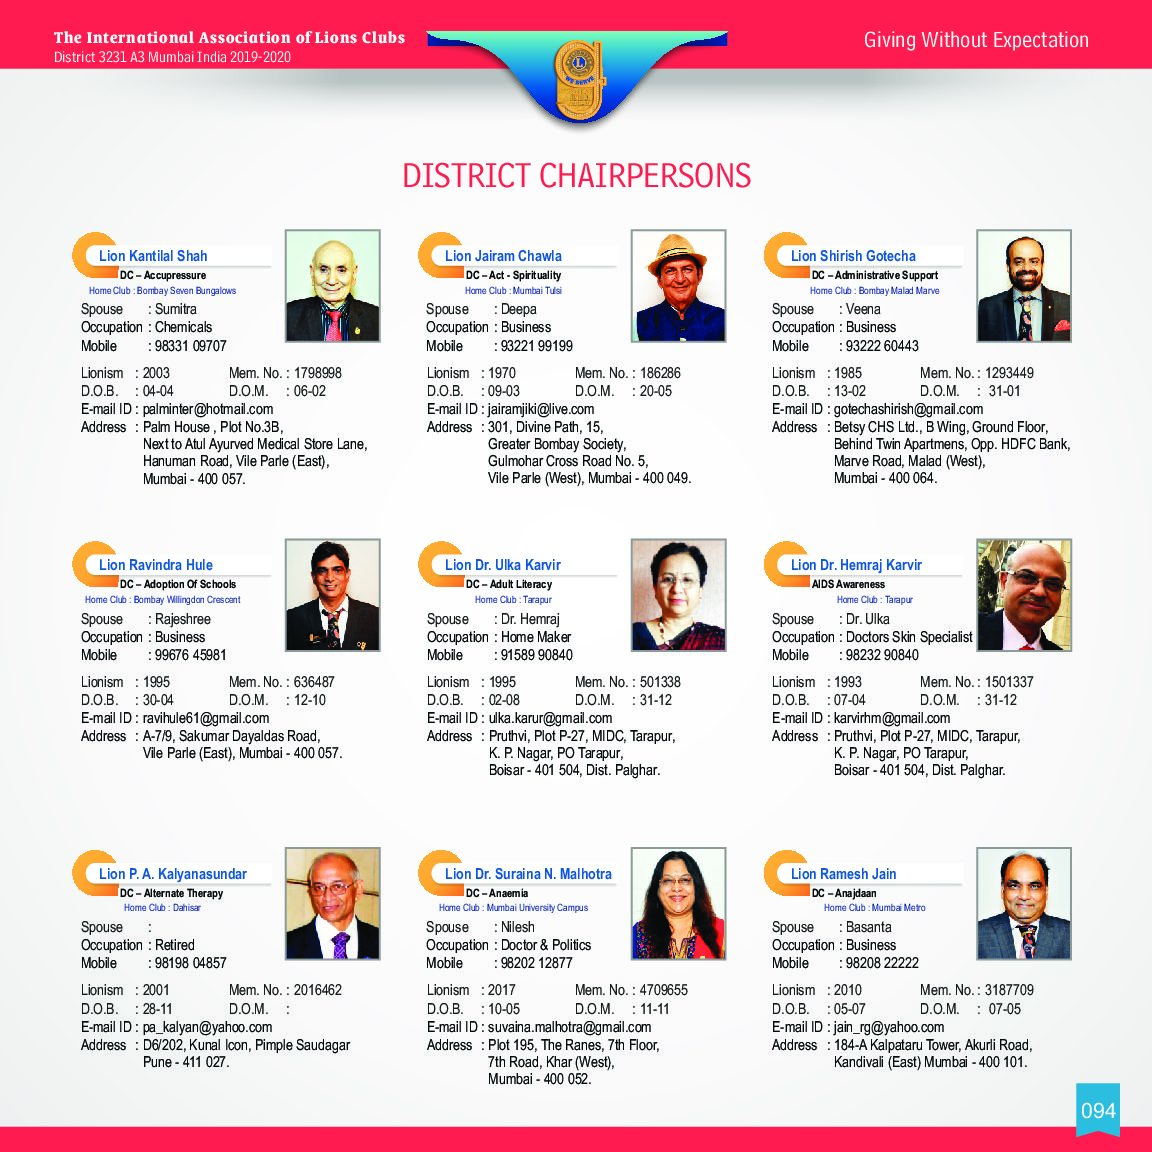 The International Association of Lions Clubs
District 3231 A3 Mumbai India 2019-2020
Giving Without Expectation
WE SERVE
DISTRICT CHAIRPERSONS
Lion Kantilal Shah
DC – Accupressure
Home Club : Bombay Seven Bungalows
Spouse : Sumitra
Occupation : Chemicals
Mobile : 98331 09707
Lionism : 2003 Mem. No. : 1798998
D.O.B. : 04-04 D.O.M. : 06-02
E-mail ID : palminter@hotmail.com
Address : Palm House , Plot No.3B,
Next to Atul Ayurved Medical Store Lane,
Hanuman Road, Vile Parle (East),
Mumbai - 400 057.
Lion Jairam Chawla
DC – Act - Spirituality
Home Club : Mumbai Tulsi
Spouse : Deepa
Occupation : Business
Mobile : 93221 99199
Lionism : 1970 Mem. No. : 186286
D.O.B. : 09-03 D.O.M. : 20-05
E-mail ID : jairamjiki@live.com
Address : 301, Divine Path, 15,
Greater Bombay Society,
Gulmohar Cross Road No. 5,
Vile Parle (West), Mumbai - 400 049.
Lion Shirish Gotecha
DC – Administrative Support
Home Club : Bombay Malad Marve
Spouse : Veena
Occupation : Business
Mobile : 93222 60443
Lionism : 1985 Mem. No. : 1293449
D.O.B. : 13-02 D.O.M. : 31-01
E-mail ID : gotechashirish@gmail.com
Address : Betsy CHS Ltd., B Wing, Ground Floor,
Behind Twin Apartmens, Opp. HDFC Bank,
Marve Road, Malad (West),
Mumbai - 400 064.
Lion Ravindra Hule
DC – Adoption Of Schools
Home Club : Bombay Willingdon Crescent
Spouse : Rajeshree
Occupation : Business
Mobile : 99676 45981
Lionism : 1995 Mem. No. : 636487
D.O.B. : 30-04 D.O.M. : 12-10
E-mail ID : ravihule61@gmail.com
Address : A-7/9, Sakumar Dayaldas Road,
Vile Parle (East), Mumbai - 400 057.
Lion Dr. Ulka Karvir
DC – Adult Literacy
Home Club : Tarapur
Spouse : Dr. Hemraj
Occupation : Home Maker
Mobile : 91589 90840
Lionism : 1995 Mem. No. : 501338
D.O.B. : 02-08 D.O.M. : 31-12
E-mail ID : ulka.karur@gmail.com
Address : Pruthvi, Plot P-27, MIDC, Tarapur,
K. P. Nagar, PO Tarapur,
Boisar - 401 504, Dist. Palghar.
Lion Dr. Hemraj Karvir
AIDS Awareness
Home Club : Tarapur
Spouse : Dr. Ulka
Occupation : Doctors Skin Specialist
Mobile : 98232 90840
Lionism : 1993 Mem. No. : 1501337
D.O.B. : 07-04 D.O.M. : 31-12
E-mail ID : karvirhm@gmail.com
Address : Pruthvi, Plot P-27, MIDC, Tarapur,
K. P. Nagar, PO Tarapur,
Boisar - 401 504, Dist. Palghar.
Lion P. A. Kalyanasundar
DC – Alternate Therapy
Home Club : Dahisar
Spouse :
Occupation : Retired
Mobile : 98198 04857
Lionism : 2001 Mem. No. : 2016462
D.O.B. : 28-11 D.O.M. :
E-mail ID : pa_kalyan@yahoo.com
Address : D6/202, Kunal Icon, Pimple Saudagar
Pune - 411 027.
Lion Dr. Suraina N. Malhotra
DC – Anaemia
Home Club : Mumbai University Campus
Spouse : Nilesh
Occupation : Doctor & Politics
Mobile : 98202 12877
Lionism : 2017 Mem. No. : 4709655
D.O.B. : 10-05 D.O.M. : 11-11
E-mail ID : suvaina.malhotra@gmail.com
Address : Plot 195, The Ranes, 7th Floor,
7th Road, Khar (West),
Mumbai - 400 052.
Lion Ramesh Jain
DC – Anajdaan
Home Club : Mumbai Metro
Spouse : Basanta
Occupation : Business
Mobile : 98208 22222
Lionism : 2010 Mem. No. : 3187709
D.O.B. : 05-07 D.O.M. : 07-05
E-mail ID : jain_rg@yahoo.com
Address : 184-A Kalpataru Tower, Akurli Road,
Kandivali (East) Mumbai - 400 101.
094